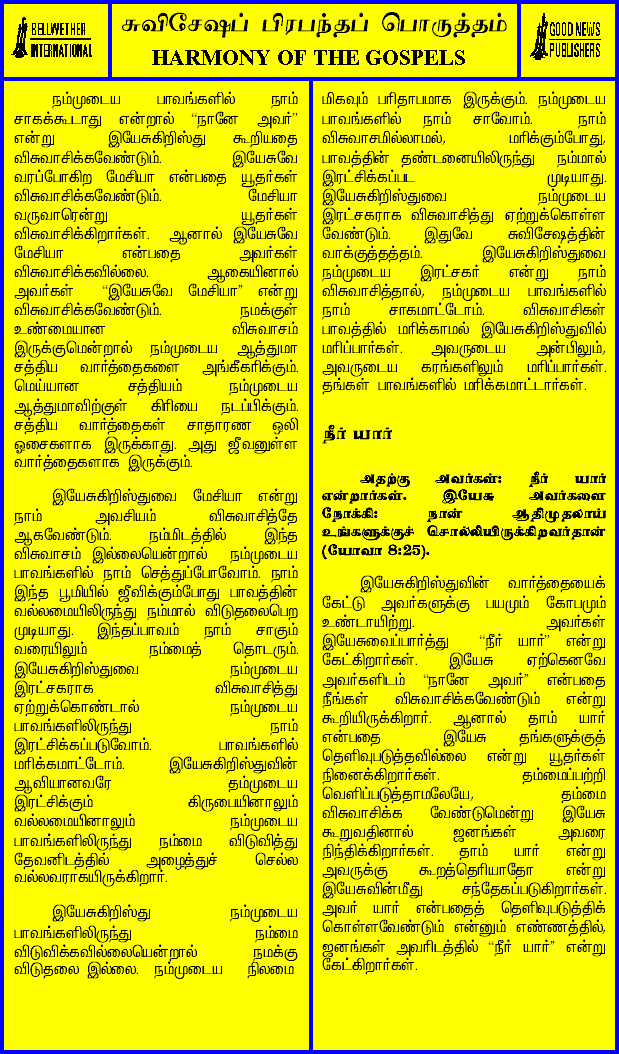 BELLWETHER
INTERNATIONAL
சுவிசேஷப் பிரபந்தப் பொருத்தம்
HARMONY OF THE GOSPELS
GOOD NEWS
PUBLISHERS
நம்முடைய பாவங்களில் நாம்
சாகக்கூடாது என்றால் “நானே அவர்”
என்று இயேசுகிறிஸ்து கூறியதை
விசுவாசிக்கவேண்டும். இயேசுவே
வரப்போகிற மேசியா என்பதை யூதர்கள்
விசுவாசிக்கவேண்டும். மேசியா
வருவாரென்று யூதர்கள்
விசுவாசிக்கிறார்கள். ஆனால் இயேசுவே
மேசியா என்பதை அவர்கள்
விசுவாசிக்கவில்லை. ஆகையினால்
அவர்கள் “இயேசுவே மேசியா” என்று
விசுவாசிக்கவேண்டும். நமக்குள்
உண்மையான விசுவாசம்
இருக்குமென்றால் நம்முடைய ஆத்துமா
சத்திய வார்த்தைகளை அங்கீகரிக்கும்.
மெய்யான சத்தியம் நம்முடைய
ஆத்துமாவிற்குள் கிரியை நடப்பிக்கும்.
சத்திய வார்த்தைகள் சாதாரண ஒலி
ஓசைகளாக இருக்காது. அது ஜீவனுள்ள
வார்த்தைகளாக இருக்கும்.
இயேசுகிறிஸ்துவை மேசியா என்று
நாம் அவசியம் விசுவாசித்தே
ஆகவேண்டும். நம்மிடத்தில் இந்த
விசுவாசம் இல்லையென்றால் நம்முடைய
பாவங்களில் நாம் செத்துப்போவோம். நாம்
இந்த பூமியில் ஜீவிக்கும்போது பாவத்தின்
வல்லமையிலிருந்து நம்மால் விடுதலைபெற
முடியாது. இந்தப்பாவம் நாம் சாகும்
வரையிலும் நம்மைத் தொடரும்.
இயேசுகிறிஸ்துவை நம்முடைய
இரட்சகராக விசுவாசித்து
ஏற்றுக்கொண்டால் நம்முடைய
பாவங்களிலிருந்து நாம்
இரட்சிக்கப்படுவோம். பாவங்களில்
மரிக்கமாட்டோம். இயேசுகிறிஸ்துவின்
ஆவியானவரே தம்முடைய
இரட்சிக்கும் கிருபையினாலும்
வல்லமையினாலும் நம்முடைய
பாவங்களிலிருந்து நம்மை விடுவித்து
தேவனிடத்தில் அழைத்துச் செல்ல
வல்லவராகயிருக்கிறார்.
இயேசுகிறிஸ்து நம்முடைய
பாவங்களிலிருந்து நம்மை
விடுவிக்கவில்லையென்றால் நமக்கு
விடுதலை இல்லை. நம்முடைய நிலமை
மிகவும் பரிதாபமாக இருக்கும். நம்முடைய
பாவங்களில் நாம் சாவோம். நாம்
விசுவாசமில்லாமல், மரிக்கும்போது,
பாவத்தின் தண்டனையிலிருந்து நம்மால்
இரட்சிக்கப்பட முடியாது.
இயேசுகிறிஸ்துவை நம்முடைய
இரட்சகராக விசுவாசித்து ஏற்றுக்கொள்ள
வேண்டும். இதுவே சுவிசேஷத்தின்
வாக்குத்தத்தம். இயேசுகிறிஸ்துவை
நம்முடைய இரட்சகர் என்று நாம்
விசுவாசித்தால், நம்முடைய பாவங்களில்
நாம் சாகமாட்டோம். விசுவாசிகள்
பாவத்தில் மரிக்காமல் இயேசுகிறிஸ்துவில்
மரிப்பார்கள். அவருடைய அன்பிலும்,
அவருடைய கரங்களிலும் மரிப்பார்கள்.
தங்கள் பாவங்களில் மரிக்கமாட்டார்கள்.
நீர் யார்
அதற்கு அவர்கள்: நீர் யார்
என்றார்கள். இயேசு அவர்களை
நோக்கி: நான் ஆதிமுதலாய்
உங்களுக்குச் சொல்லியிருக்கிறவர்தான்
(யோவா 8:25).
இயேசுகிறிஸ்துவின் வார்த்தையைக்
கேட்டு அவர்களுக்கு பயமும் கோபமும்
உண்டாயிற்று. அவர்கள்
இயேசுவைப்பார்த்து “நீர் யார்” என்று
கேட்கிறார்கள். இயேசு ஏற்கெனவே
அவர்களிடம் “நானே அவர்” என்பதை
நீங்கள் விசுவாசிக்கவேண்டும் என்று
கூறியிருக்கிறார். ஆனால் தாம் யார்
என்பதை இயேசு தங்களுக்குத்
தெளிவுபடுத்தவில்லை என்று யூதர்கள்
நினைக்கிறார்கள். தம்மைப்பற்றி
வெளிப்படுத்தாமலேயே, தம்மை
விசுவாசிக்க வேண்டுமென்று இயேசு
கூறுவதினால் ஜனங்கள் அவரை
நிந்திக்கிறார்கள். தாம் யார் என்று
அவருக்கு கூறத்தெரியாதோ என்று
இயேசுவின்மீது சந்தேகப்படுகிறார்கள்.
அவர் யார் என்பதைத் தெளிவுபடுத்திக்
கொள்ளவேண்டும் என்னும் எண்ணத்தில்,
ஜனங்கள் அவரிடத்தில் “நீர் யார்” என்று
கேட்கிறார்கள்.